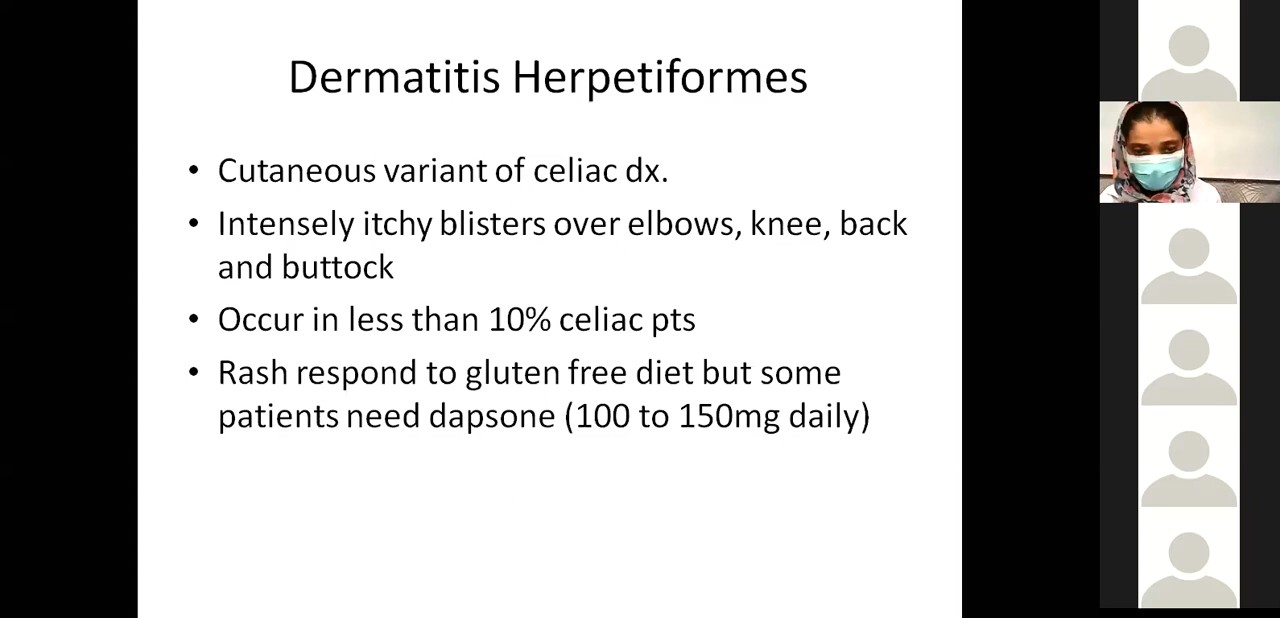 Dermatitis Herpetiformes
• Cutaneous variant of celiac dx.
• Intensely itchy blisters over elbows, knee, back
and buttock
• Occur in less than 10% celiac pts
• Rash respond to gluten free diet but some
patients need dapsone (100 to 150mg daily)